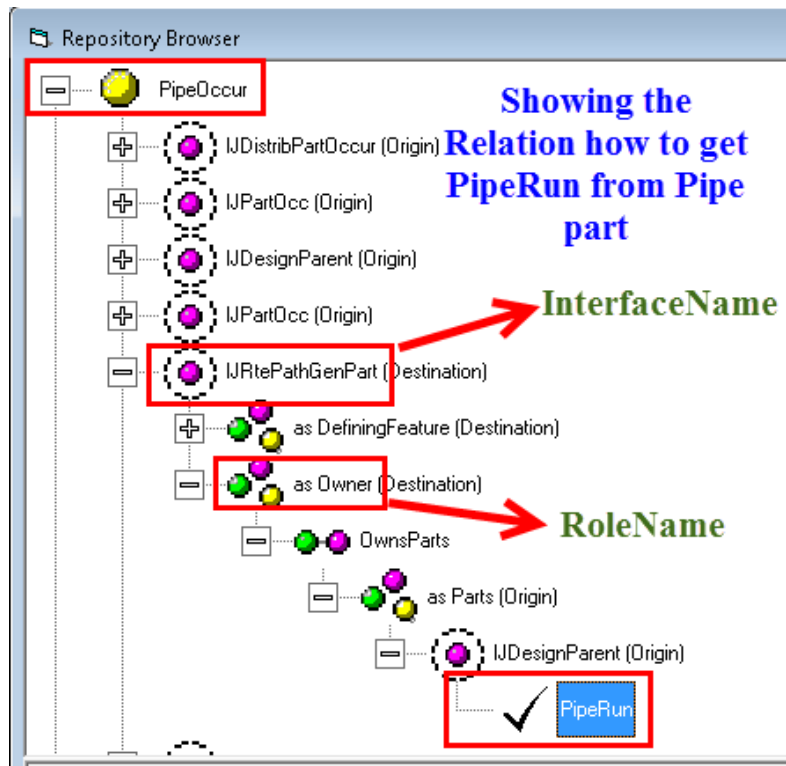 Repository Browser
PipeOccur
Showing the
Relation how to get
PipeRun from Pipe
part
IJDistribPartOccur (Origin)
IJPartOcc (Origin)
IJDesignParent (Origin)
IJPartOcc (Origin)
InterfaceName
IJRtePathGenPart (Destination)
as DefiningFeature (Destination)
as Owner (Destination)
RoleName
OwnsParts
as Parts (Origin)
IJDesignParent (Origin)
PipeRun